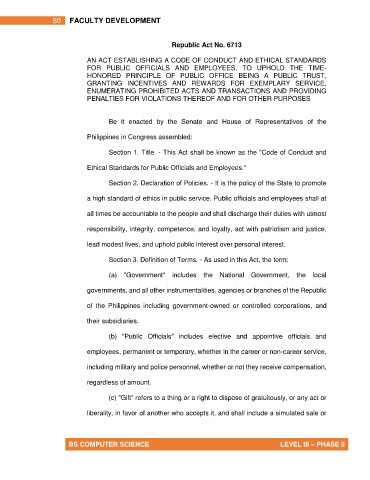 89 FACULTY DEVELOPMENT
Republic Act No. 6713
AN ACT ESTABLISHING A CODE OF CONDUCT AND ETHICAL STANDARDS
FOR PUBLIC OFFICIALS AND EMPLOYEES, TO UPHOLD THE TIME-
HONORED PRINCIPLE OF PUBLIC OFFICE BEING A PUBLIC TRUST,
GRANTING INCENTIVES AND REWARDS FOR EXEMPLARY SERVICE,
ENUMERATING PROHIBITED ACTS AND TRANSACTIONS AND PROVIDING
PENALTIES FOR VIOLATIONS THEREOF AND FOR OTHER PURPOSES
Be it enacted by the Senate and House of Representatives of the
Philippines in Congress assembled:
Section 1. Title. - This Act shall be known as the "Code of Conduct and
Ethical Standards for Public Officials and Employees."
Section 2. Declaration of Policies. - It is the policy of the State to promote
a high standard of ethics in public service. Public officials and employees shall at
all times be accountable to the people and shall discharge their duties with utmost
responsibility, integrity, competence, and loyalty, act with patriotism and justice,
lead modest lives, and uphold public interest over personal interest.
Section 3. Definition of Terms. - As used in this Act, the term:
(a) "Government" includes the National Government, the local
governments, and all other instrumentalities, agencies or branches of the Republic
of the Philippines including government-owned or controlled corporations, and
their subsidiaries.
(b) "Public Officials" includes elective and appointive officials and
employees, permanent or temporary, whether in the career or non-career service,
including military and police personnel, whether or not they receive compensation,
regardless of amount.
(c) "Gift" refers to a thing or a right to dispose of gratuitously, or any act or
liberality, in favor of another who accepts it, and shall include a simulated sale or
BS COMPUTER SCIENCE LEVEL III – PHASE II